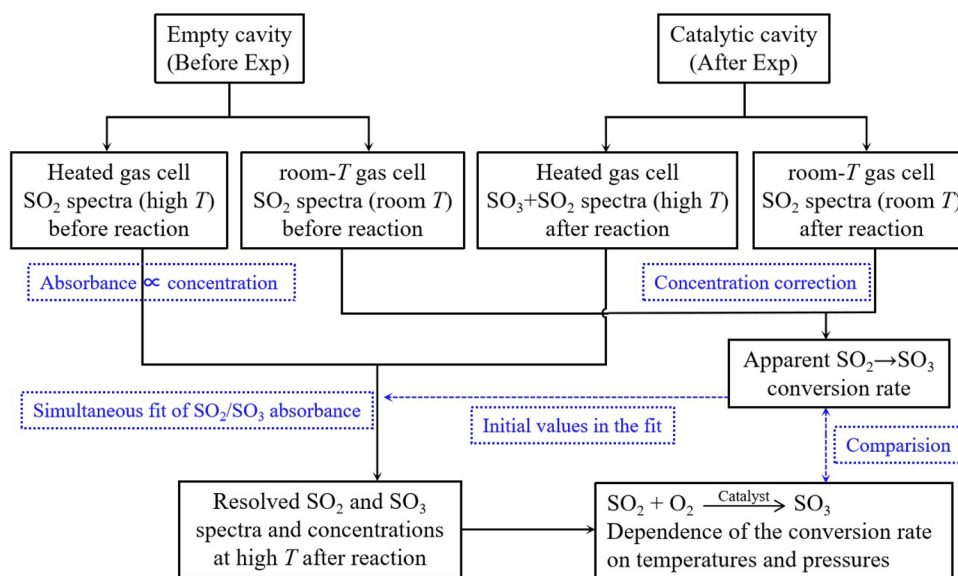 Empty cavity
(Before Exp)
Catalytic cavity
(After Exp)
Heated gas cell
SO₂ spectra (high T)
before reaction
room-T gas cell
SO₂ spectra (room T)
before reaction
Heated gas cell
SO₃+SO₂ spectra (high T)
after reaction
room-T gas cell
SO₂ spectra (room T)
after reaction
Absorbance ∝ concentration
Concentration correction
Apparent SO₂→SO₃
conversion rate
Simultaneous fit of SO₂/SO₃ absorbance
Initial values in the fit
Comparision
Resolved SO₂ and SO₃
spectra and concentrations
at high T after reaction
Catalyst
SO₂ + O₂ ⟶ SO₃
Dependence of the conversion rate
on temperatures and pressures